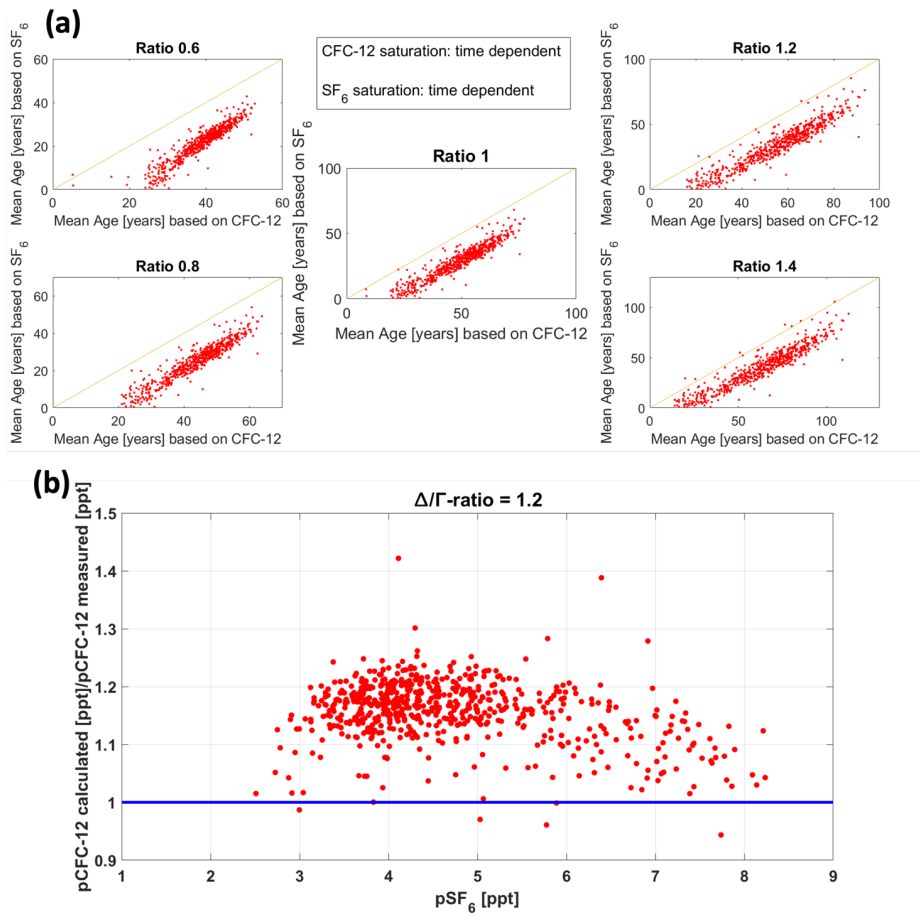 (a)
Ratio 0.6
Mean Age [years] based on SF6
60
40
20
0
0 20 40 60
Mean Age [years] based on CFC-12
CFC-12 saturation: time dependent
SF6 saturation: time dependent
Ratio 1.2
Mean Age [years] based on SF6
100
50
0
0 20 40 60 80 100
Mean Age [years] based on CFC-12
Ratio 1
Mean Age [years] based on SF6
100
50
0
0 50 100
Mean Age [years] based on CFC-12
Ratio 0.8
Mean Age [years] based on SF6
60
40
20
0
0 20 40 60
Mean Age [years] based on CFC-12
Ratio 1.4
Mean Age [years] based on SF6
100
50
0
0 50 100
Mean Age [years] based on CFC-12
(b)
Δ/Γ-ratio = 1.2
pCFC-12 calculated [ppt]/pCFC-12 measured [ppt]
1.5
1.4
1.3
1.2
1.1
1
0.9
1 2 3 4 5 6 7 8 9
pSF6 [ppt]